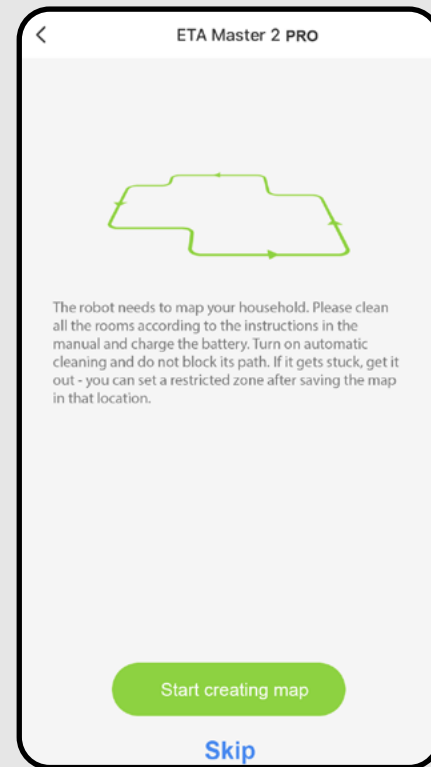 ETA Master 2 PRO
The robot needs to map your household. Please clean
all the rooms according to the instructions in the
manual and charge the battery. Turn on automatic
cleaning and do not block its path. If it gets stuck, get it
out - you can set a restricted zone after saving the map
in that location.
Start creating map
Skip